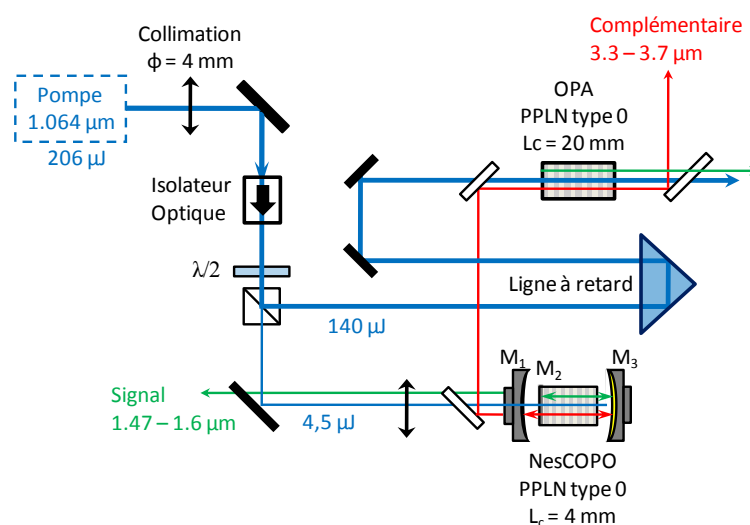 Collimation
ϕ = 4 mm
Pompe
1.064 µm
206 µJ
Isolateur
Optique
λ/2
140 µJ
Signal
1.47 – 1.6 µm
4,5 µJ
Complémentaire
3.3 – 3.7 µm
OPA
PPLN type 0
Lc = 20 mm
Ligne à retard
M1
M2
M3
NesCOPO
PPLN type 0
Lc = 4 mm